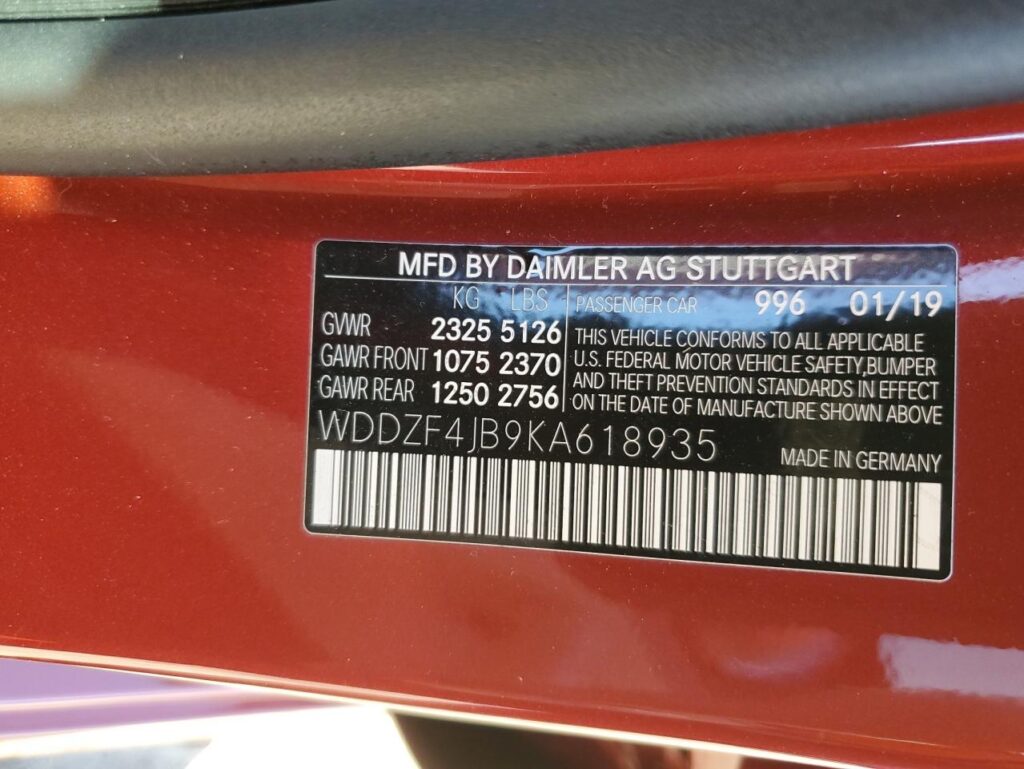 MFD BY DAIMLER AG STUTTGART
KG LBS
GVWR 2325 5126
GAWR FRONT 1075 2370
GAWR REAR 1250 2756
PASSENGER CAR 996 01/19
THIS VEHICLE CONFORMS TO ALL APPLICABLE
U.S. FEDERAL MOTOR VEHICLE SAFETY,BUMPER
AND THEFT PREVENTION STANDARDS IN EFFECT
ON THE DATE OF MANUFACTURE SHOWN ABOVE
WDDZF4JB9KA618935
MADE IN GERMANY